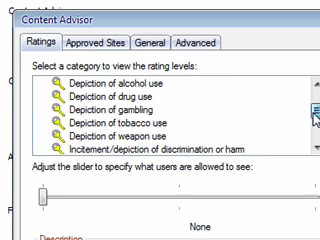 Content Advisor
Ratings
Approved Sites
General
Advanced
Select a category to view the rating levels:
Depiction of alcohol use
Depiction of drug use
Depiction of gambling
Depiction of tobacco use
Depiction of weapon use
Incitement/depiction of discrimination or harm
Adjust the slider to specify what users are allowed to see:
None
Description